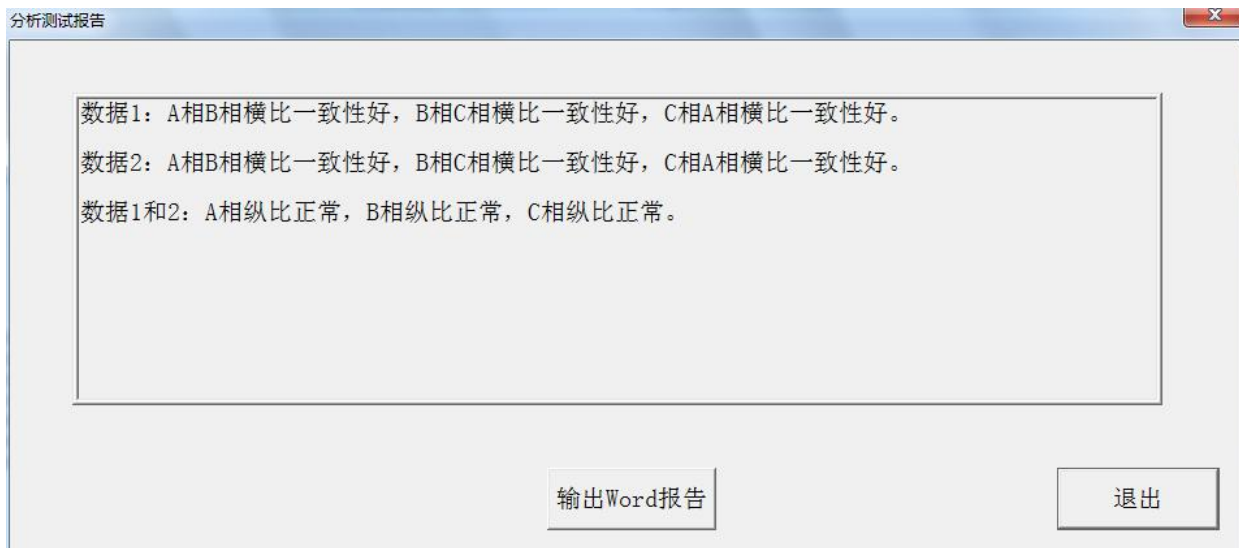 分析测试报告
数据1：A相B相横比一致性好，B相C相横比一致性好，C相A相横比一致性好。
数据2：A相B相横比一致性好，B相C相横比一致性好，C相A相横比一致性好。
数据1和2：A相纵比正常，B相纵比正常，C相纵比正常。
输出Word报告
退出